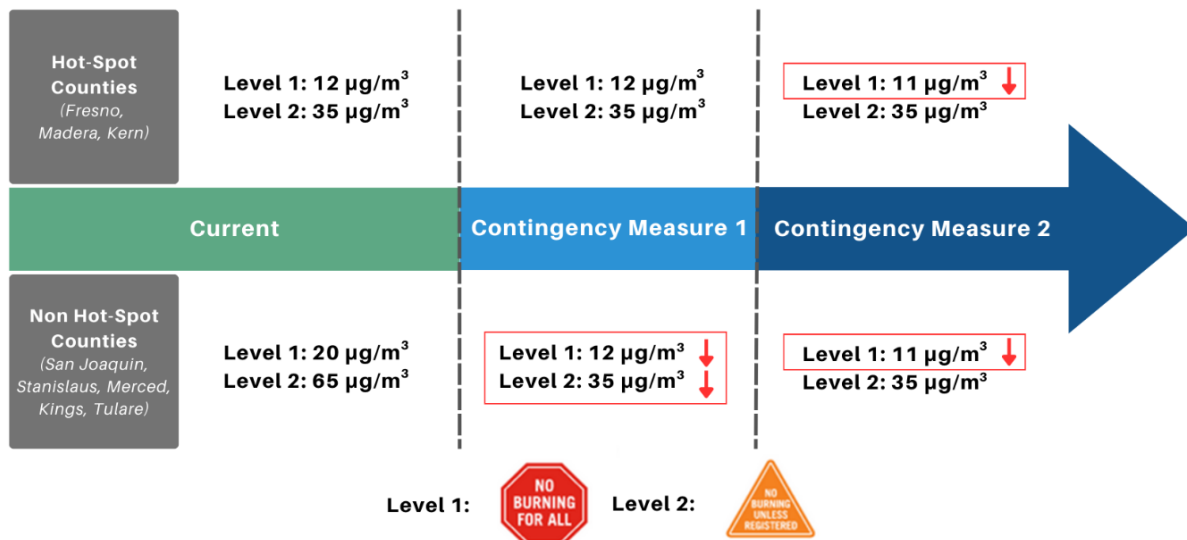 Hot-Spot
Counties
(Fresno,
Madera, Kern)
Level 1: 12 µg/m³
Level 2: 35 µg/m³
Level 1: 12 µg/m³
Level 2: 35 µg/m³
Level 1: 11 µg/m³
Level 2: 35 µg/m³
Current
Contingency Measure 1
Contingency Measure 2
Non Hot-Spot
Counties
(San Joaquin,
Stanislaus, Merced,
Kings, Tulare)
Level 1: 20 µg/m³
Level 2: 65 µg/m³
Level 1: 12 µg/m³
Level 2: 35 µg/m³
Level 1: 11 µg/m³
Level 2: 35 µg/m³
Level 1:
NO
BURNING
FOR ALL
Level 2:
NO
BURNING
UNLESS
REGISTERED